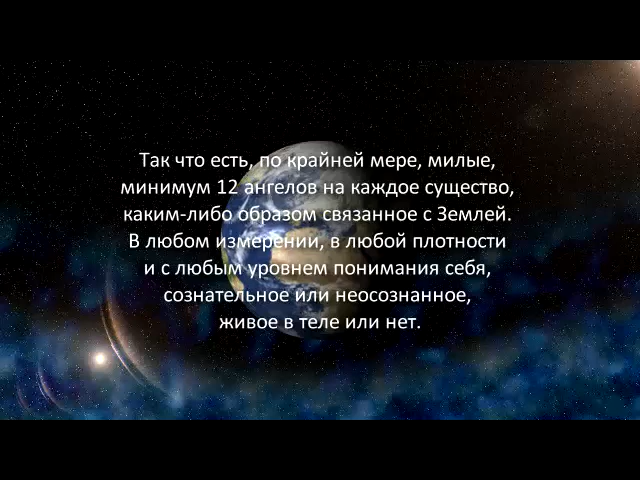 Так что есть, по крайней мере, милые,
минимум 12 ангелов на каждое существо,
каким-либо образом связанное с Землей.
В любом измерении, в любой плотности
и с любым уровнем понимания себя,
сознательное или неосознанное,
живое в теле или нет.